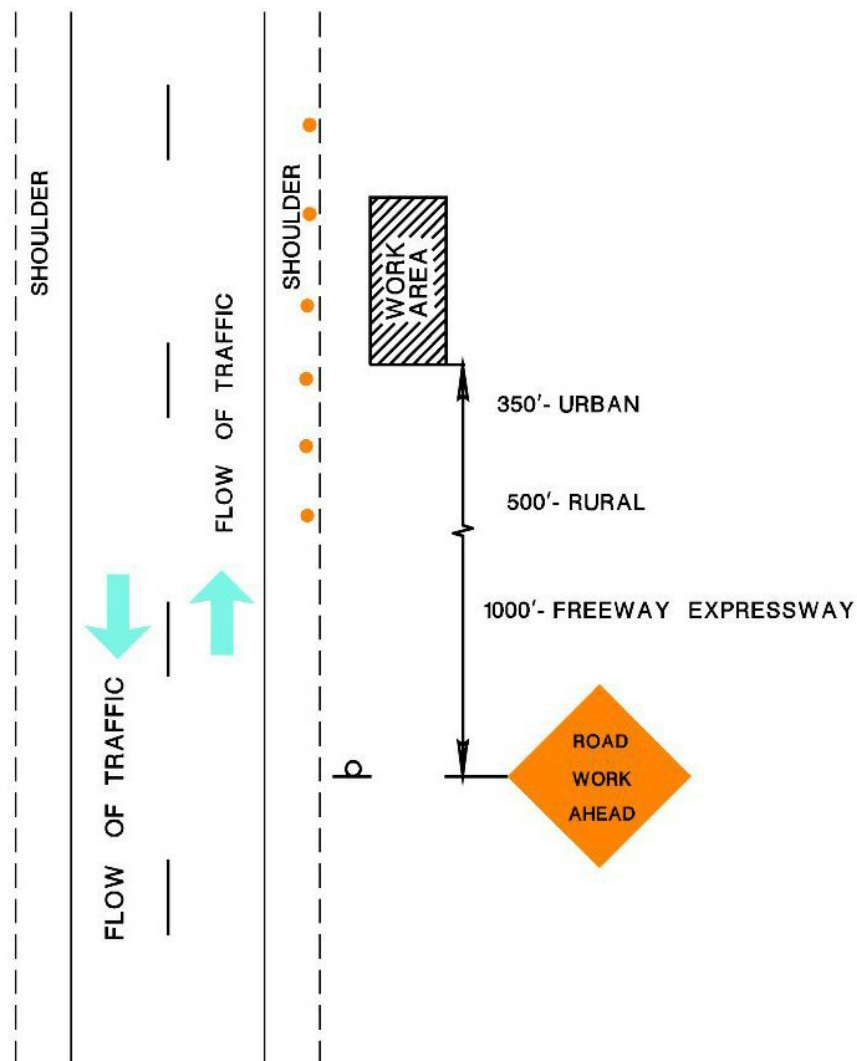 SHOULDER
SHOULDER
WORK
AREA
FLOW OF TRAFFIC
350'- URBAN
500'- RURAL
1000'- FREEWAY EXPRESSWAY
FLOW OF TRAFFIC
ROAD
WORK
AHEAD